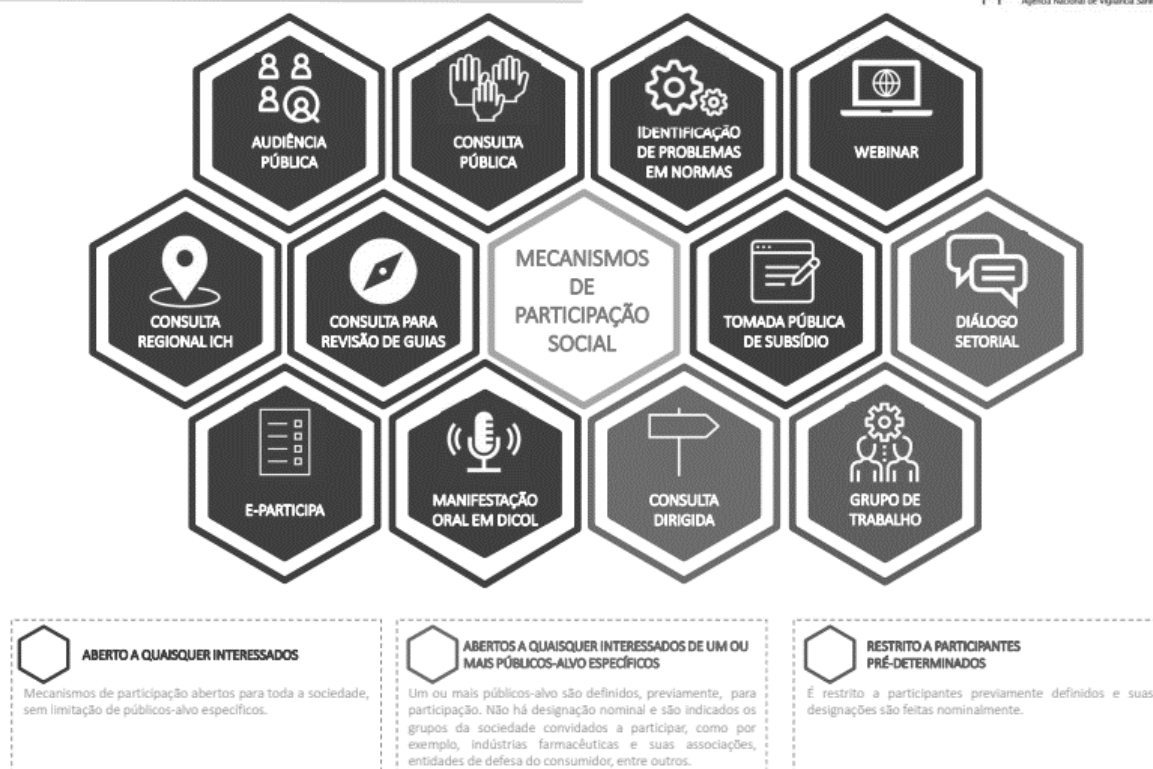 Agência Nacional de Vigilância
AUDIÊNCIA
PÚBLICA
CONSULTA
PÚBLICA
IDENTIFICAÇÃO
DE PROBLEMAS
EM NORMAS
WEBINAR
CONSULTA
REGIONAL ICH
CONSULTA PARA
REVISÃO DE GUIAS
MECANISMOS
DE
PARTICIPAÇÃO
SOCIAL
TOMADA PÚBLICA
DE SUBSÍDIO
DIÁLOGO
SETORIAL
E-PARTICIPA
MANIFESTAÇÃO
ORAL EM DICOL
CONSULTA
DIRIGIDA
GRUPO DE
TRABALHO
ABERTO A QUAISQUER INTERESSADOS
Mecanismos de participação abertos para toda a sociedade,
sem limitação de públicos-alvo específicos.
ABERTOS A QUAISQUER INTERESSADOS DE UM OU
MAIS PÚBLICOS-ALVO ESPECÍFICOS
Um ou mais públicos-alvo são definidos, previamente, para
participação. Não há designação nominal e são indicados os
grupos da sociedade convidados a participar, como por
exemplo, indústrias farmacêuticas e suas associações,
entidades de defesa do consumidor, entre outros.
RESTRITO A PARTICIPANTES
PRÉ-DETERMINADOS
É restrito a participantes previamente definidos e suas
designações são feitas nominalmente.